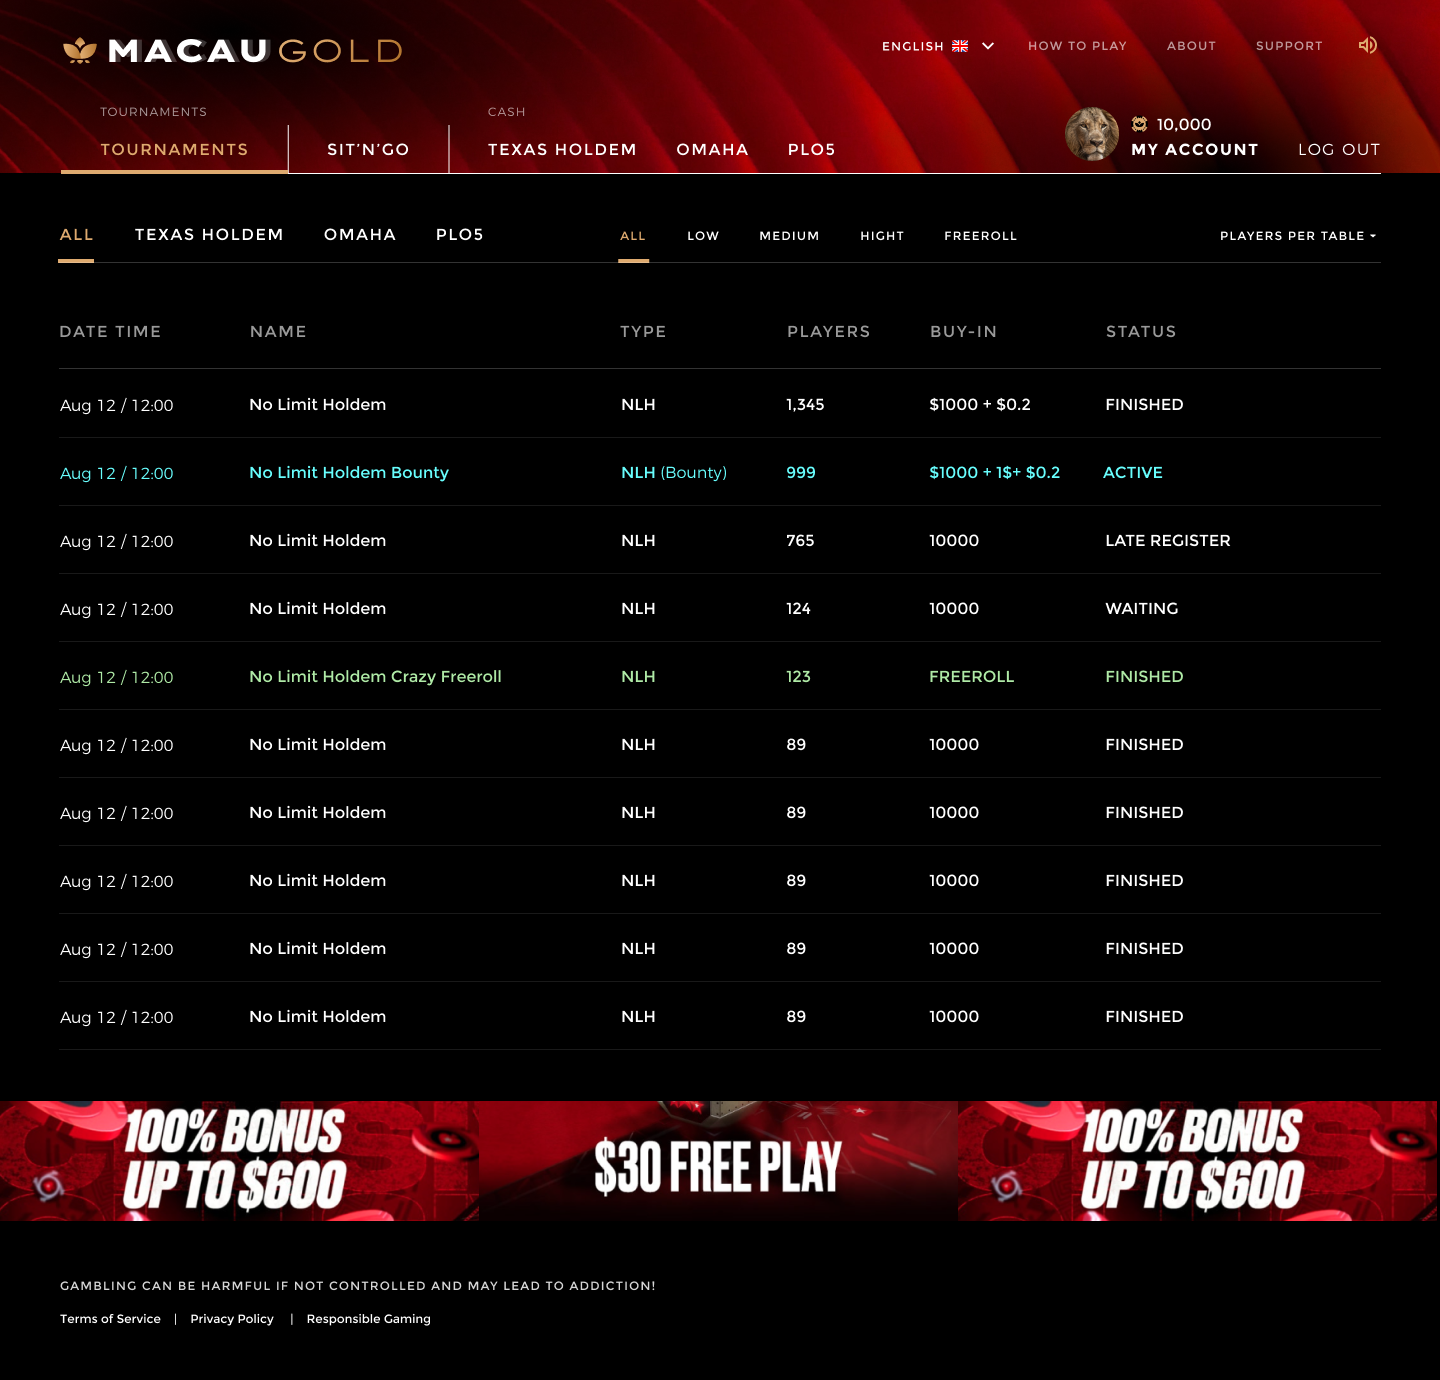 MACAU GOLD
ENGLISH HOW TO PLAY ABOUT SUPPORT
TOURNAMENTS CASH
10,000
TOURNAMENTS SIT'N'GO TEXAS HOLDEM OMAHA PLO5 MY ACCOUNT LOG OUT
ALL TEXAS HOLDEM OMAHA PLO5 ALL LOW MEDIUM HIGHT FREEROLL PLAYERS PER TABLE
DATE TIME NAME TYPE PLAYERS BUY-IN STATUS
Aug 12 / 12:00 No Limit Holdem NLH 1,345 $1000 + $0.2 FINISHED
Aug 12 / 12:00 No Limit Holdem Bounty NLH (Bounty) 999 $1000 + 1$+ $0.2 ACTIVE
Aug 12 / 12:00 No Limit Holdem NLH 765 10000 LATE REGISTER
Aug 12 / 12:00 No Limit Holdem NLH 124 10000 WAITING
Aug 12 / 12:00 No Limit Holdem Crazy Freeroll NLH 123 FREEROLL FINISHED
Aug 12 / 12:00 No Limit Holdem NLH 89 10000 FINISHED
Aug 12 / 12:00 No Limit Holdem NLH 89 10000 FINISHED
Aug 12 / 12:00 No Limit Holdem NLH 89 10000 FINISHED
Aug 12 / 12:00 No Limit Holdem NLH 89 10000 FINISHED
Aug 12 / 12:00 No Limit Holdem NLH 89 10000 FINISHED
100% BONUS
UP TO $600
$30 FREE PLAY
100% BONUS
UP TO $600
GAMBLING CAN BE HARMFUL IF NOT CONTROLLED AND MAY LEAD TO ADDICTION!
Terms of Service | Privacy Policy | Responsible Gaming